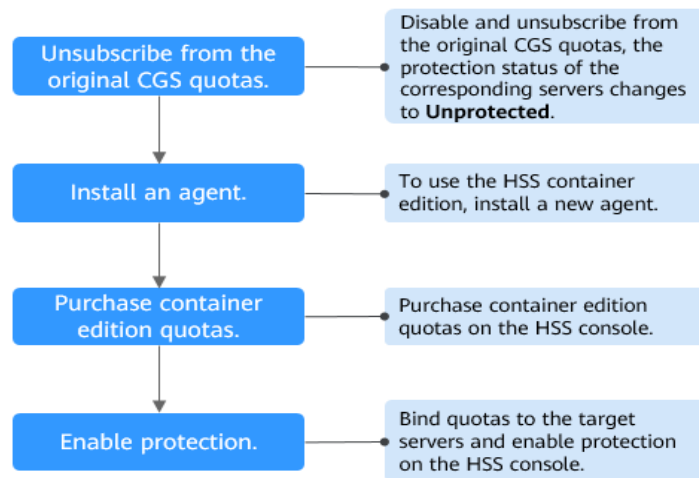 Unsubscribe from the
original CGS quotas.
Disable and unsubscribe from
the original CGS quotas, the
protection status of the
corresponding servers changes
to Unprotected.
Install an agent.
To use the HSS container
edition, install a new agent.
Purchase container
edition quotas.
Purchase container edition
quotas on the HSS console.
Enable protection.
Bind quotas to the target
servers and enable protection
on the HSS console.